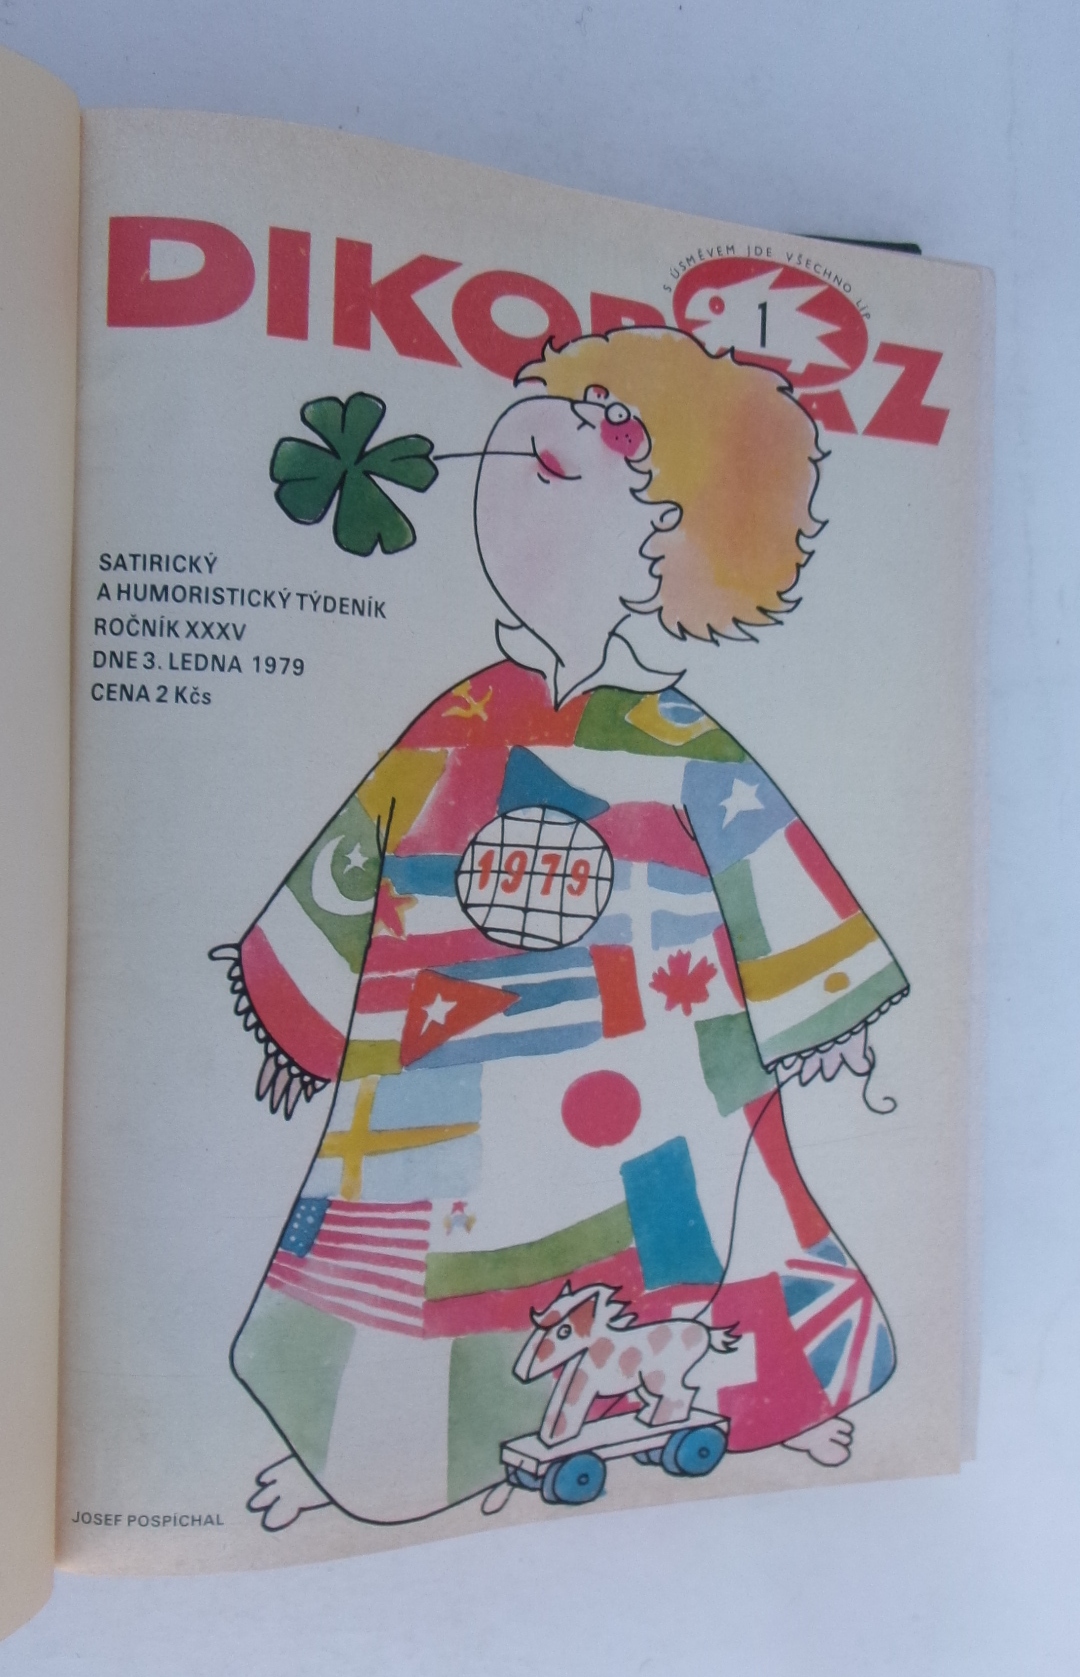 DIKOBRAZ
S ÚSMĚVEM JDE VŠECHNO LÍP
1
SATIRICKÝ
A HUMORISTICKÝ TÝDENÍK
ROČNÍK XXXV
DNE 3. LEDNA 1979
CENA 2 Kčs
1979
JOSEF POSPÍCHAL